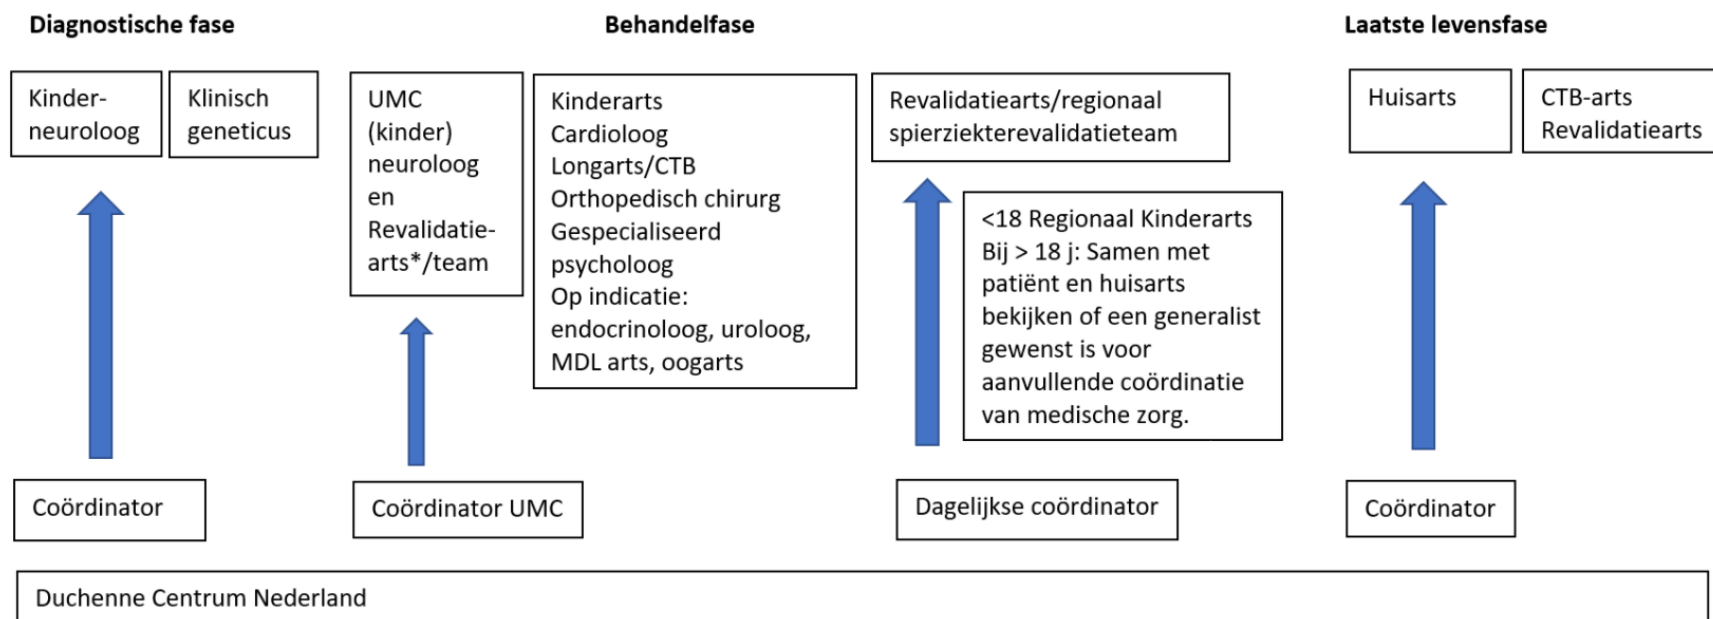 Diagnostische fase
Behandelfase
Laatste levensfase
Kinder-
neuroloog
Klinisch
geneticus
UMC
(kinder)
neuroloog
en
Revalidatie-
arts*/team
Kinderarts
Cardioloog
Longarts/CTB
Orthopedisch chirurg
Gespecialiseerd
psycholoog
Op indicatie:
endocrinoloog, uroloog,
MDL arts, oogarts
Revalidatiearts/regionaal
spierziekterevalidatieteam
<18 Regionaal Kinderarts
Bij > 18 j: Samen met
patiënt en huisarts
bekijken of een generalist
gewenst is voor
aanvullende coördinatie
van medische zorg.
Huisarts
CTB-arts
Revalidatiearts
Coördinator
Coördinator UMC
Dagelijkse coördinator
Coördinator
Duchenne Centrum Nederland